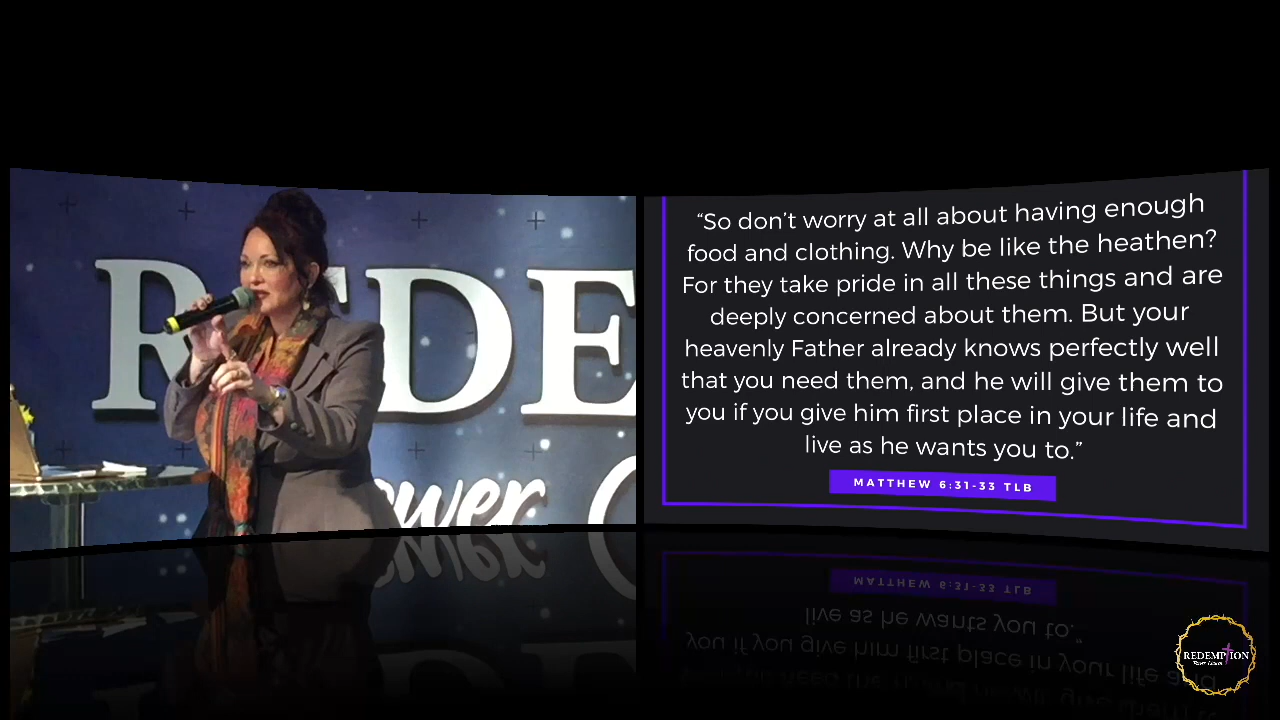 REDE
ower C
“So don’t worry at all about having enough
food and clothing. Why be like the heathen?
For they take pride in all these things and are
deeply concerned about them. But your
heavenly Father already knows perfectly well
that you need them, and he will give them to
you if you give him first place in your life and
live as he wants you to.”
MATTHEW 6:31-33 TLB
REDEMPTION